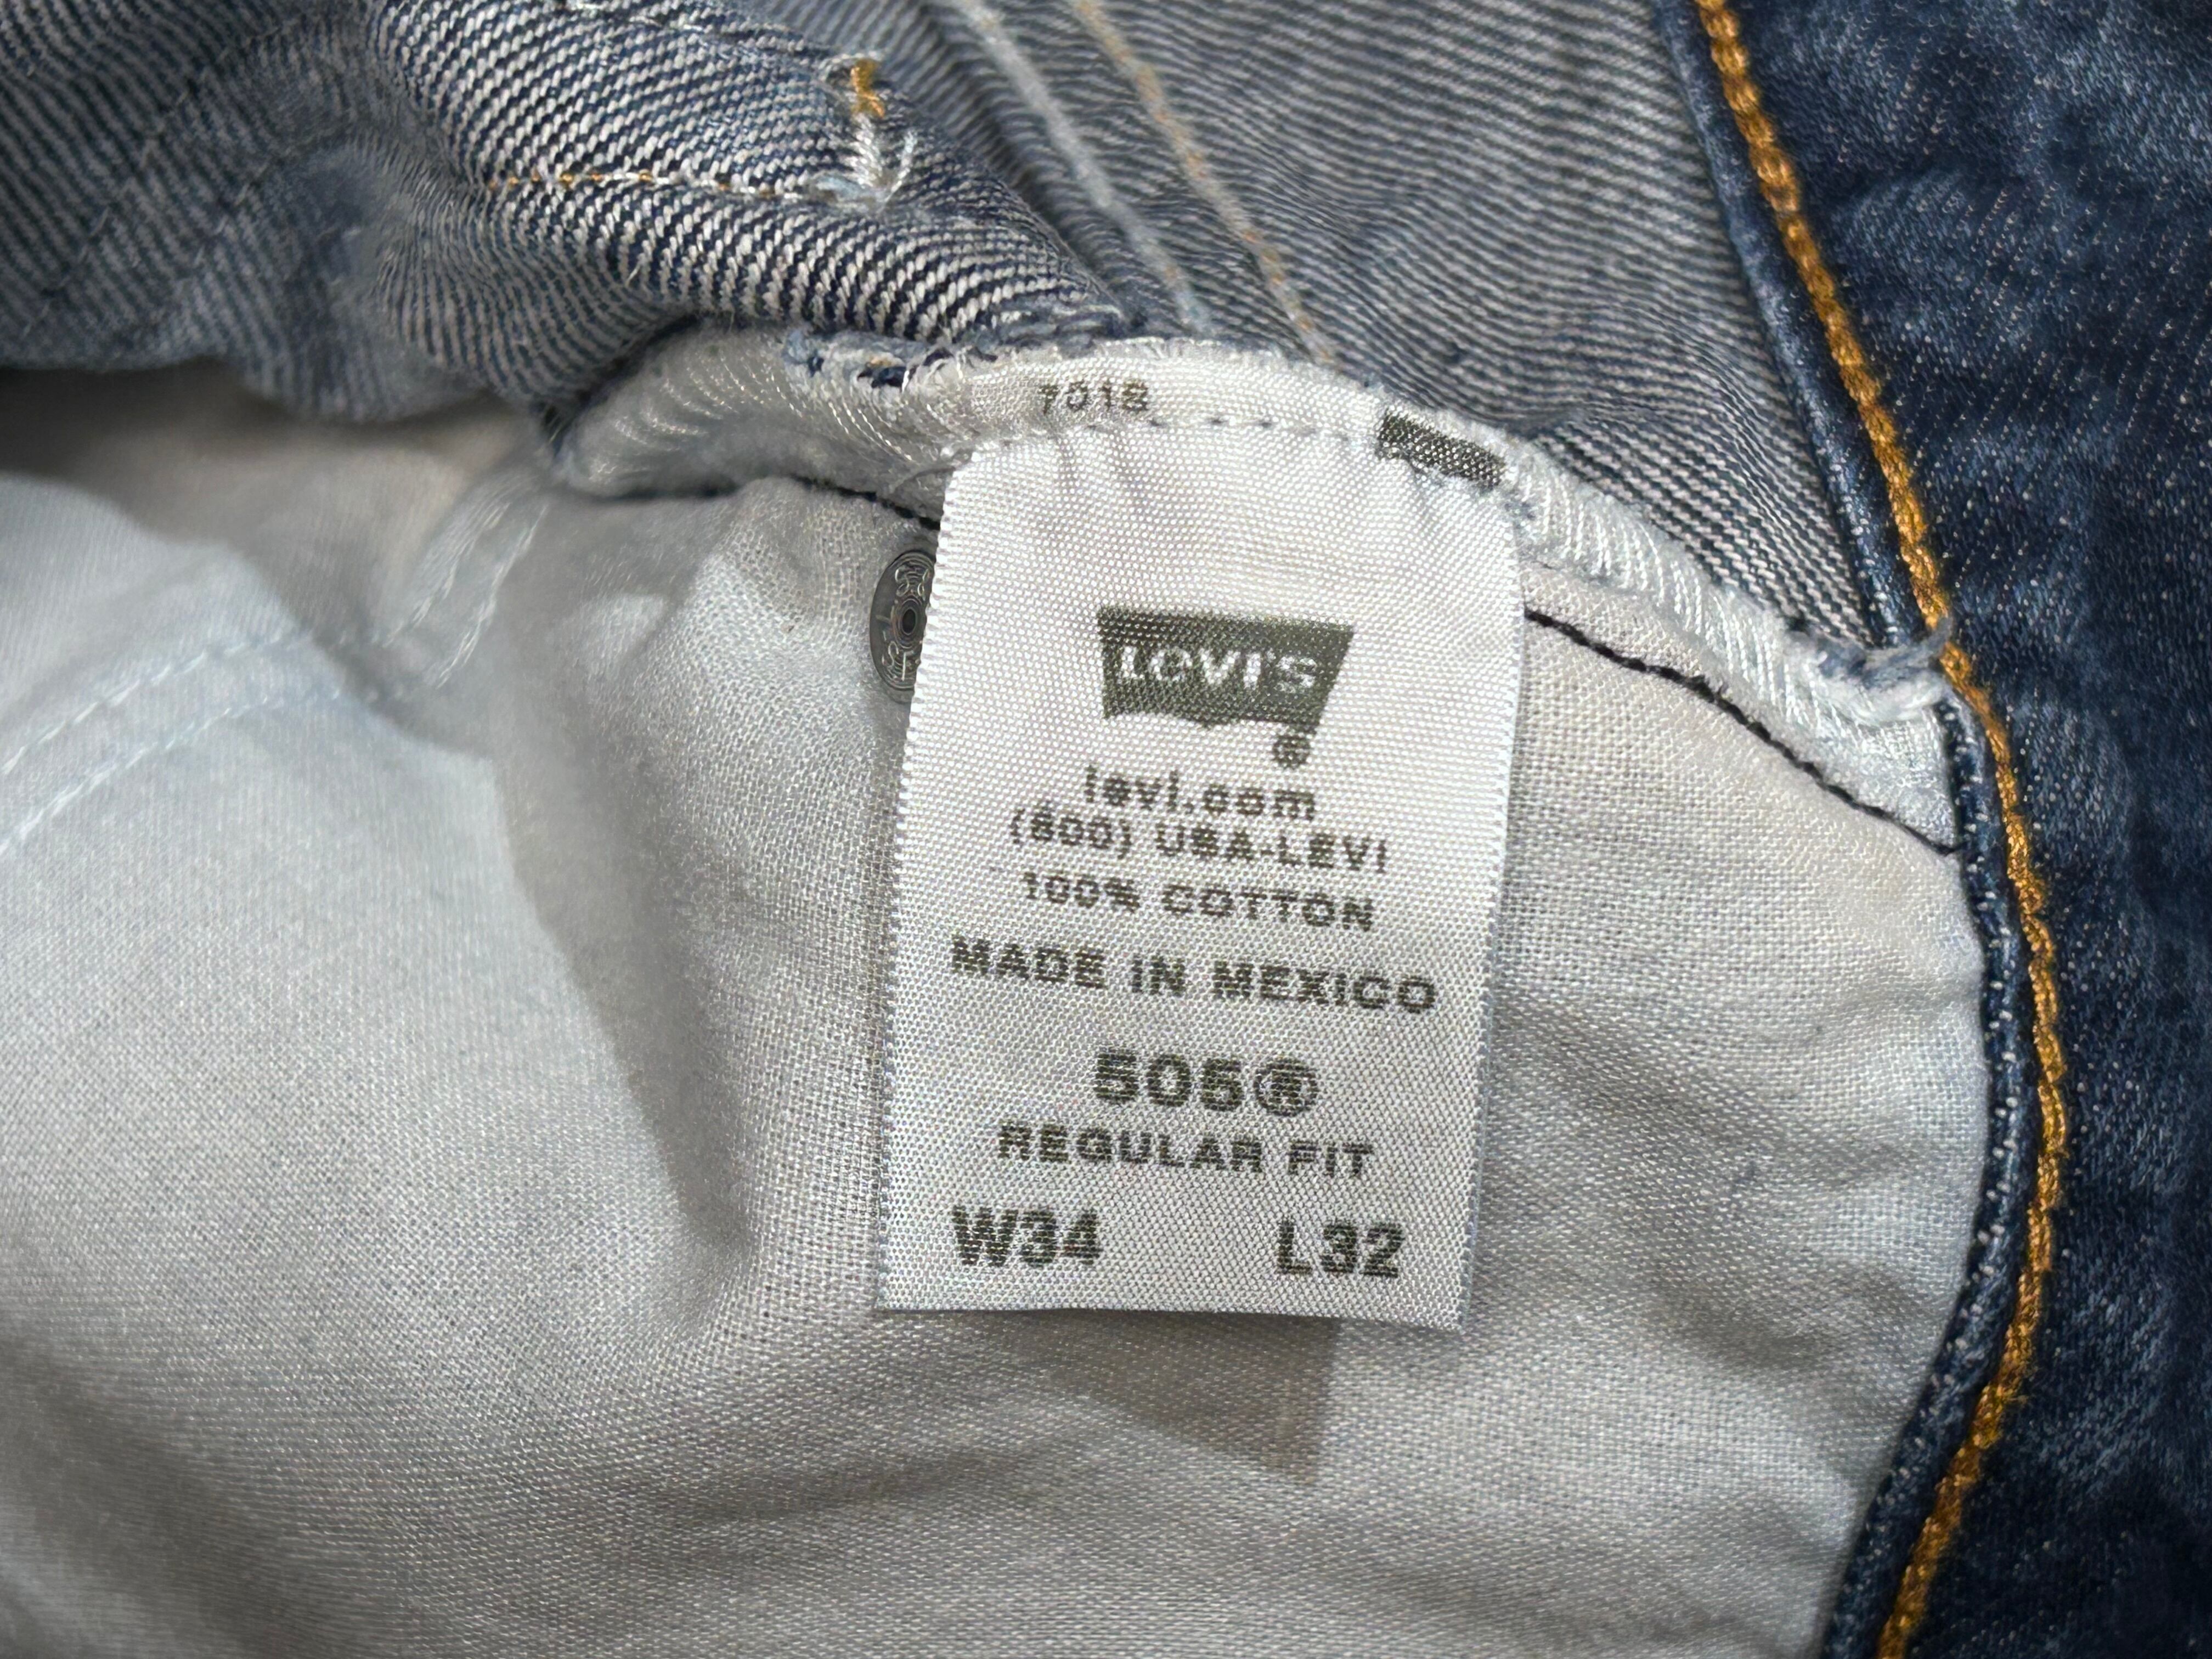 7018
LEVI'S
®
levi.com
(800) USA-LEVI
100% COTTON
MADE IN MEXICO
505®
REGULAR FIT
W34 L32